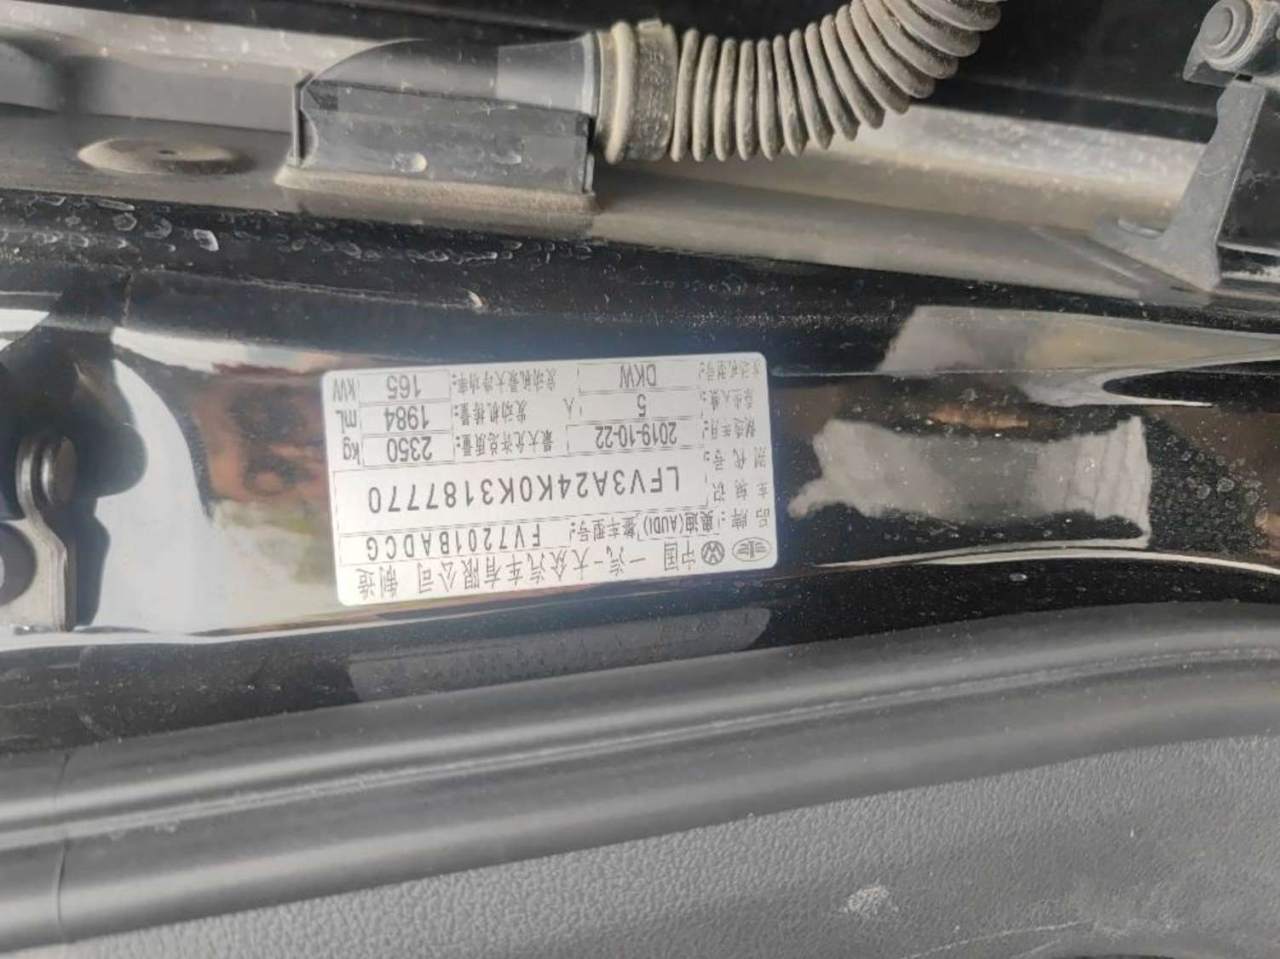 中国 一汽-大众汽车有限公司 制造
品牌：奥迪(AUDI) 整车型号：FV7201BADCG
车辆识别代号：LFV3A24K0K3187770
制造年月：2019-10-22 最大允许总质量：2350 kg
乘坐人数：5 人 发动机排量：1984 mL
发动机型号：DKW 发动机最大净功率：165 kW